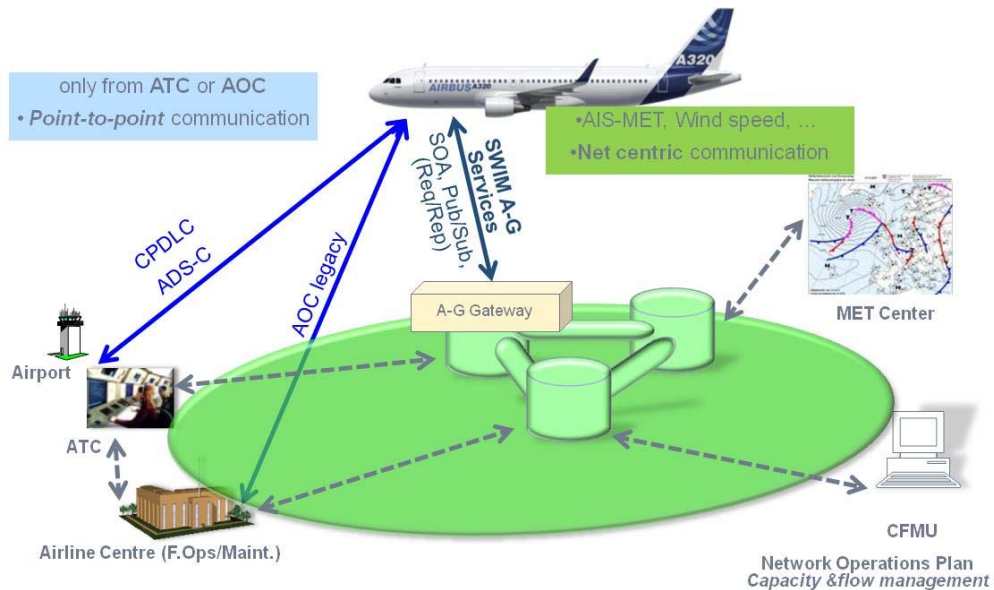 only from ATC or AOC
• Point-to-point communication
AIRBUS A320
A320
•AIS-MET, Wind speed, ...
•Net centric communication
SWIM A-G
Services
SOA, Pub/Sub,
(Req/Rep)
CPDLC
ADS-C
AOC legacy
A-G Gateway
MET Center
Airport
ATC
Airline Centre (F.Ops/Maint.)
CFMU
Network Operations Plan
Capacity &flow management